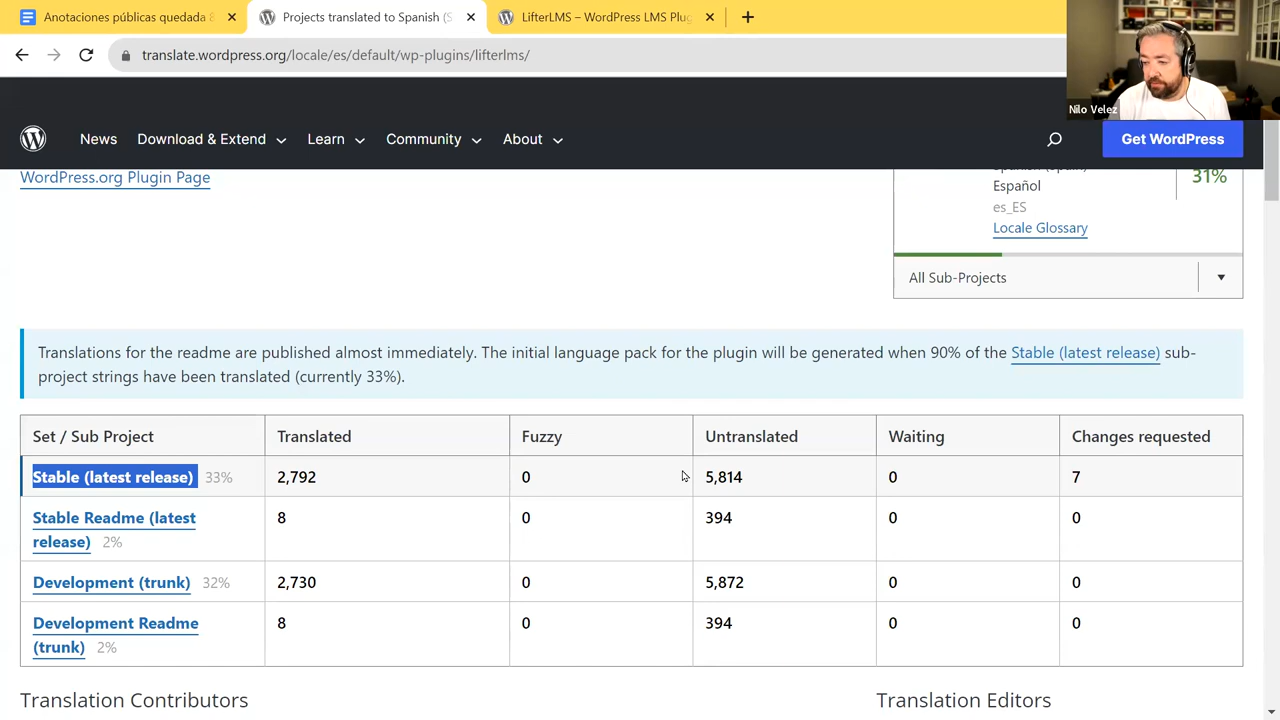 Anotaciones públicas quedada 8
Projects translated to Spanish (S
LifterLMS – WordPress LMS Plug
translate.wordpress.org/locale/es/default/wp-plugins/lifterlms/
Nilo Velez
News
Download & Extend
Learn
Community
About
Get WordPress
WordPress.org Plugin Page
Español
31%
es_ES
Locale Glossary
All Sub-Projects
Translations for the readme are published almost immediately. The initial language pack for the plugin will be generated when 90% of the Stable (latest release) sub-
project strings have been translated (currently 33%).
Set / Sub Project Translated Fuzzy Untranslated Waiting Changes requested
Stable (latest release) 33% 2,792 0 5,814 0 7
Stable Readme (latest
release) 2% 8 0 394 0 0
Development (trunk) 32% 2,730 0 5,872 0 0
Development Readme
(trunk) 2% 8 0 394 0 0
Translation Contributors
Translation Editors